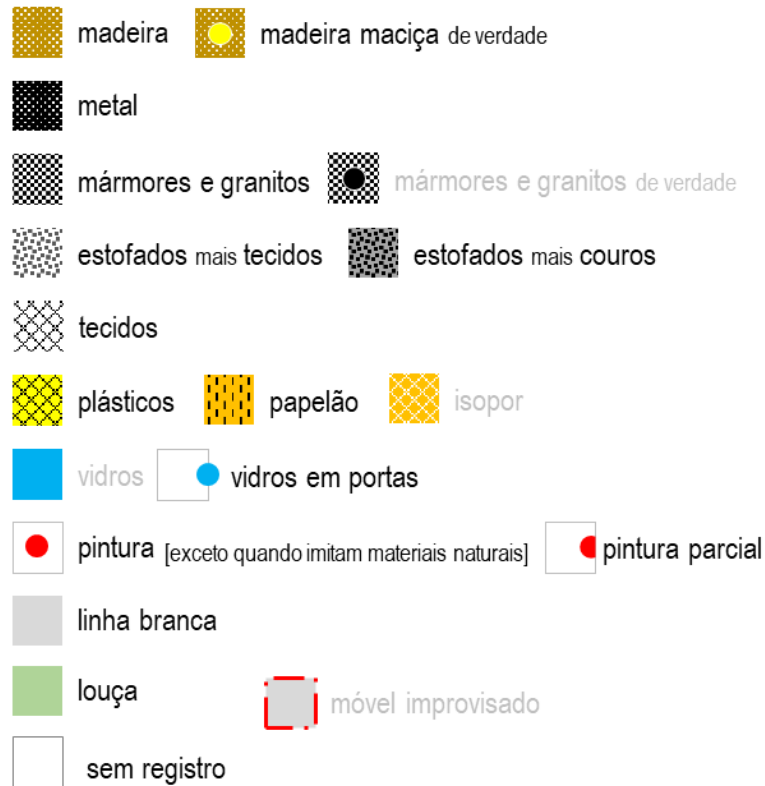 madeira madeira maciça de verdade
metal
mármores e granitos mármores e granitos de verdade
estofados mais tecidos estofados mais couros
tecidos
plásticos papelão isopor
vidros vidros em portas
pintura [exceto quando imitam materiais naturais] pintura parcial
linha branca
louça móvel improvisado
sem registro